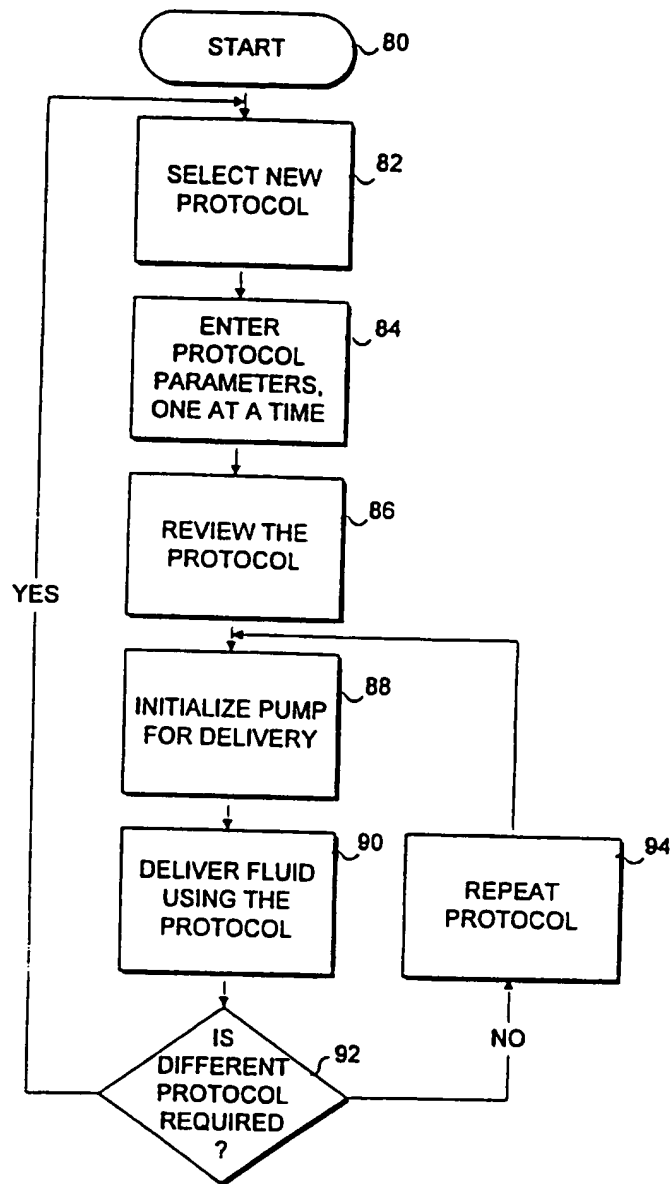 START
80
SELECT NEW
PROTOCOL
82
ENTER
PROTOCOL
PARAMETERS,
ONE AT A TIME
84
REVIEW THE
PROTOCOL
86
YES
INITIALIZE PUMP
FOR DELIVERY
88
DELIVER FLUID
USING THE
PROTOCOL
90
REPEAT
PROTOCOL
94
IS
DIFFERENT
PROTOCOL
REQUIRED
?
92
NO